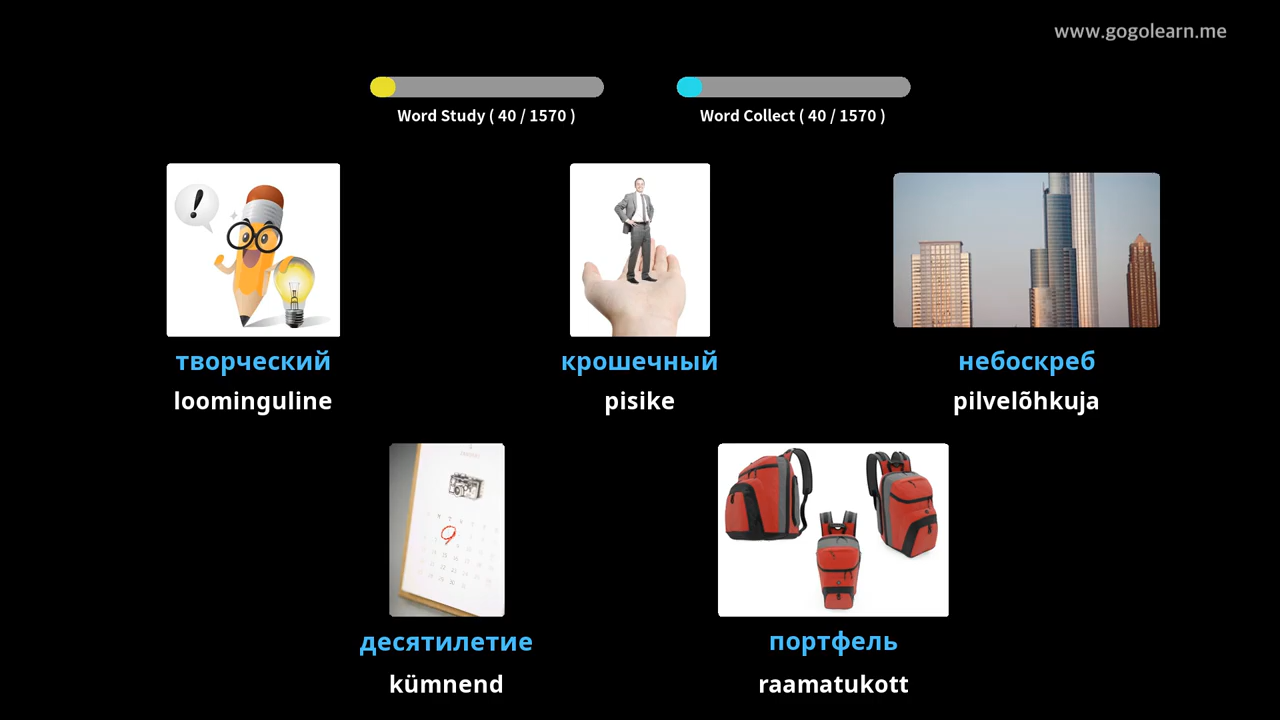 www.gogolearn.me
Word Study ( 40 / 1570 )
Word Collect ( 40 / 1570 )
!
творческий
loominguline
крошечный
pisike
небоскреб
pilvelõhkuja
десятилетие
kümnend
портфель
raamatukott